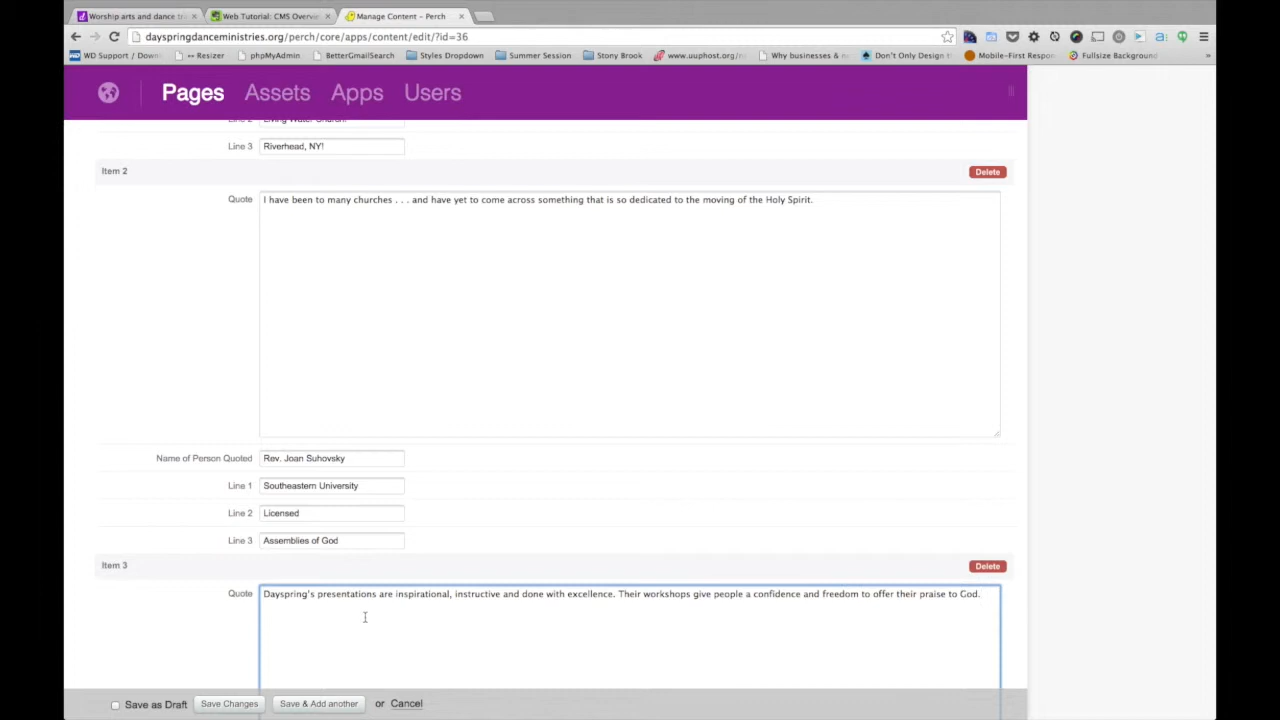 Worship arts and dance tra
Web Tutorial: CMS Overvie
Manage Content - Perch
dayspringdanceministries.org/perch/core/apps/content/edit/?id=36
WD Support / Down
↔ Resizer
phpMyAdmin
BetterGmailSearch
Styles Dropdown
Summer Session
Stony Brook
www.uuphost.org/r
Why businesses & n
Don't Only Design
Mobile-First Respon
Fullsize Background
»
Pages Assets Apps Users
Line 2 Living Water Church!
Line 3 Riverhead, NY!
Item 2 Delete
Quote I have been to many churches . . . and have yet to come across something that is so dedicated to the moving of the Holy Spirit.
Name of Person Quoted Rev. Joan Suhovsky
Line 1 Southeastern University
Line 2 Licensed
Line 3 Assemblies of God
Item 3 Delete
Quote Dayspring's presentations are inspirational, instructive and done with excellence. Their workshops give people a confidence and freedom to offer their praise to God.
Save as Draft Save Changes Save & Add another or Cancel